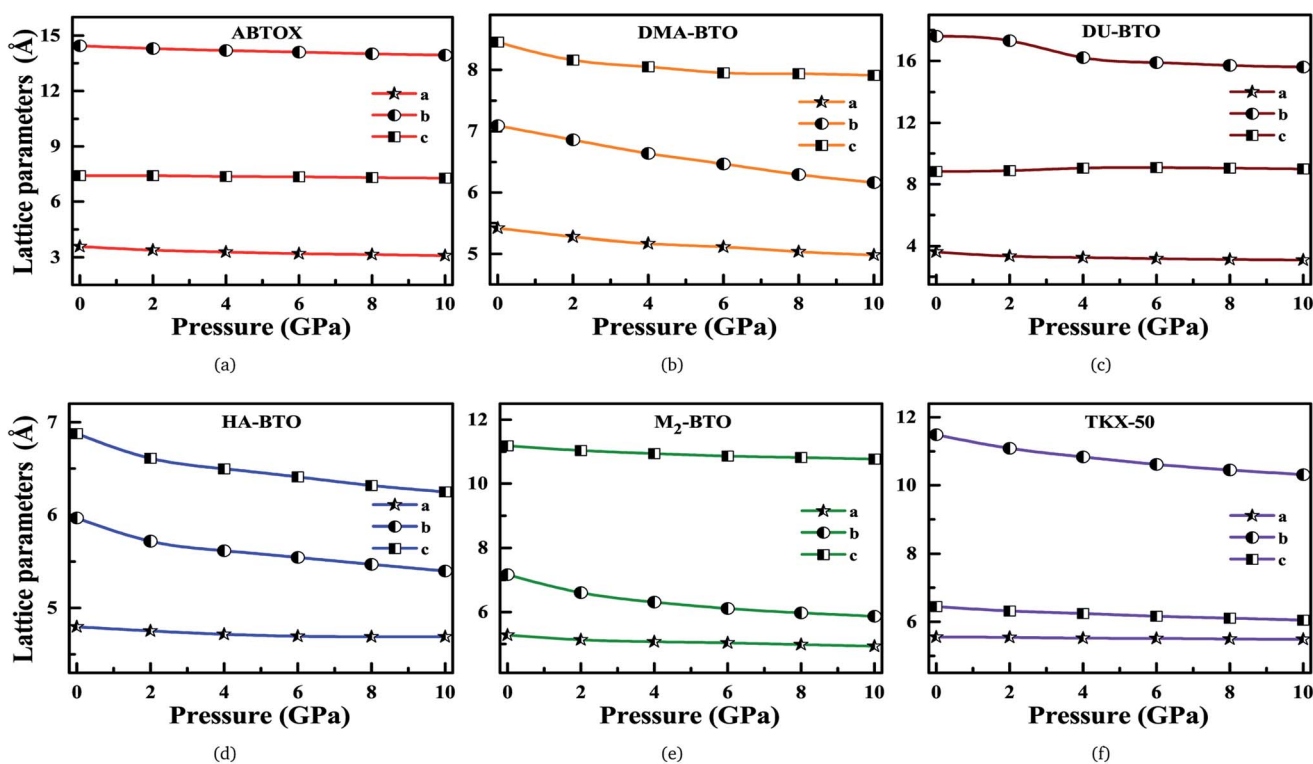 ABTOX
15
12
9
6
3
Lattice parameters (Å)
a
b
c
0 2 4 6 8 10
Pressure (GPa)
(a)
DMA-BTO
8
7
6
5
a
b
c
0 2 4 6 8 10
Pressure (GPa)
(b)
DU-BTO
16
12
8
4
a
b
c
0 2 4 6 8 10
Pressure (GPa)
(c)
HA-BTO
7
6
5
Lattice parameters (Å)
a
b
c
0 2 4 6 8 10
Pressure (GPa)
(d)
M2-BTO
12
10
8
6
a
b
c
0 2 4 6 8 10
Pressure (GPa)
(e)
TKX-50
12
10
8
6
a
b
c
0 2 4 6 8 10
Pressure (GPa)
(f)